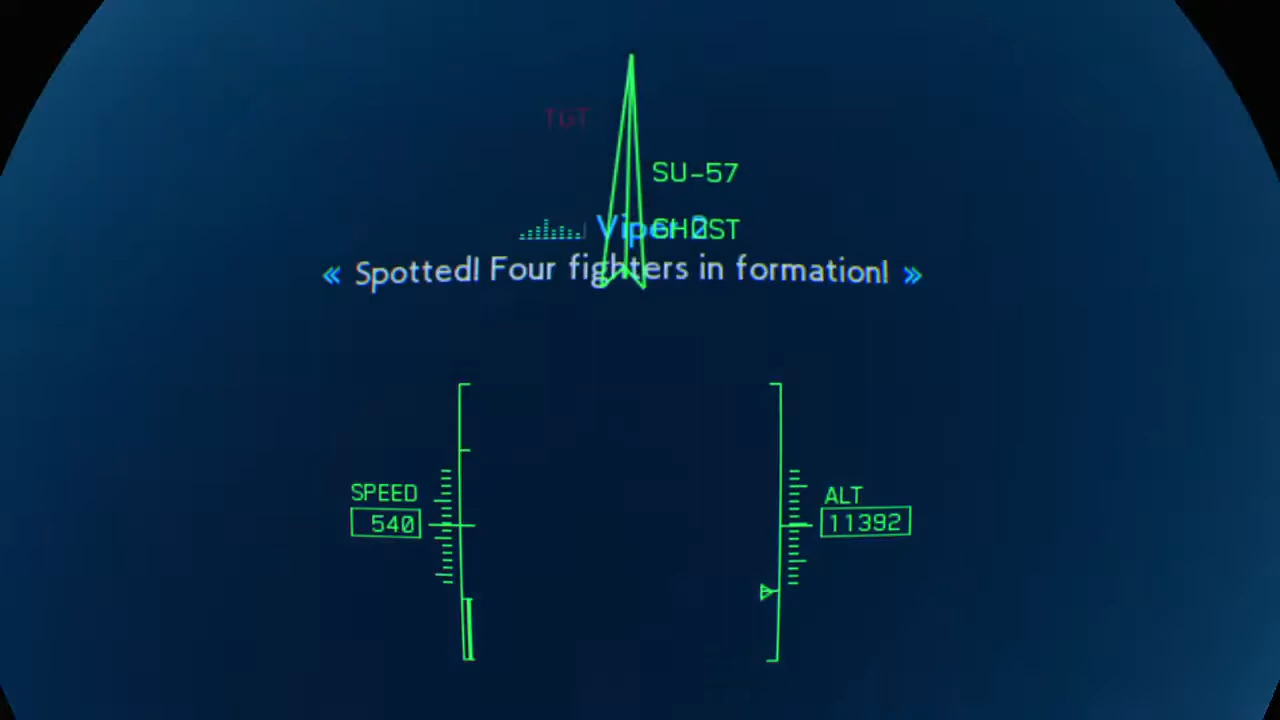 TGT
SU-57
Viper 2
GHOST
« Spotted! Four fighters in formation! »
SPEED
540
ALT
11392